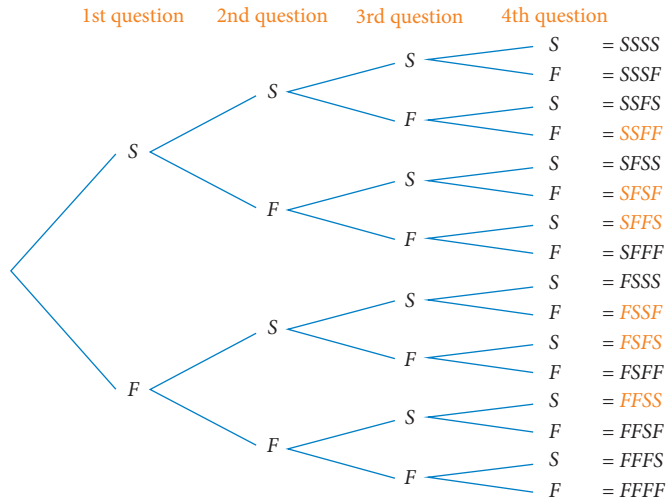 1st question 2nd question 3rd question 4th question
S = SSSS
S
F = SSSF
S
S = SSFS
F
F = SSFF
S
S = SFSS
S
F = SFSF
F
S = SFFS
F
F = SFFF
S = FSSS
S
F = FSSF
S
S = FSFS
F
F = FSFF
F
S = FFSS
S
F = FFSF
F
S = FFFS
F
F = FFFF